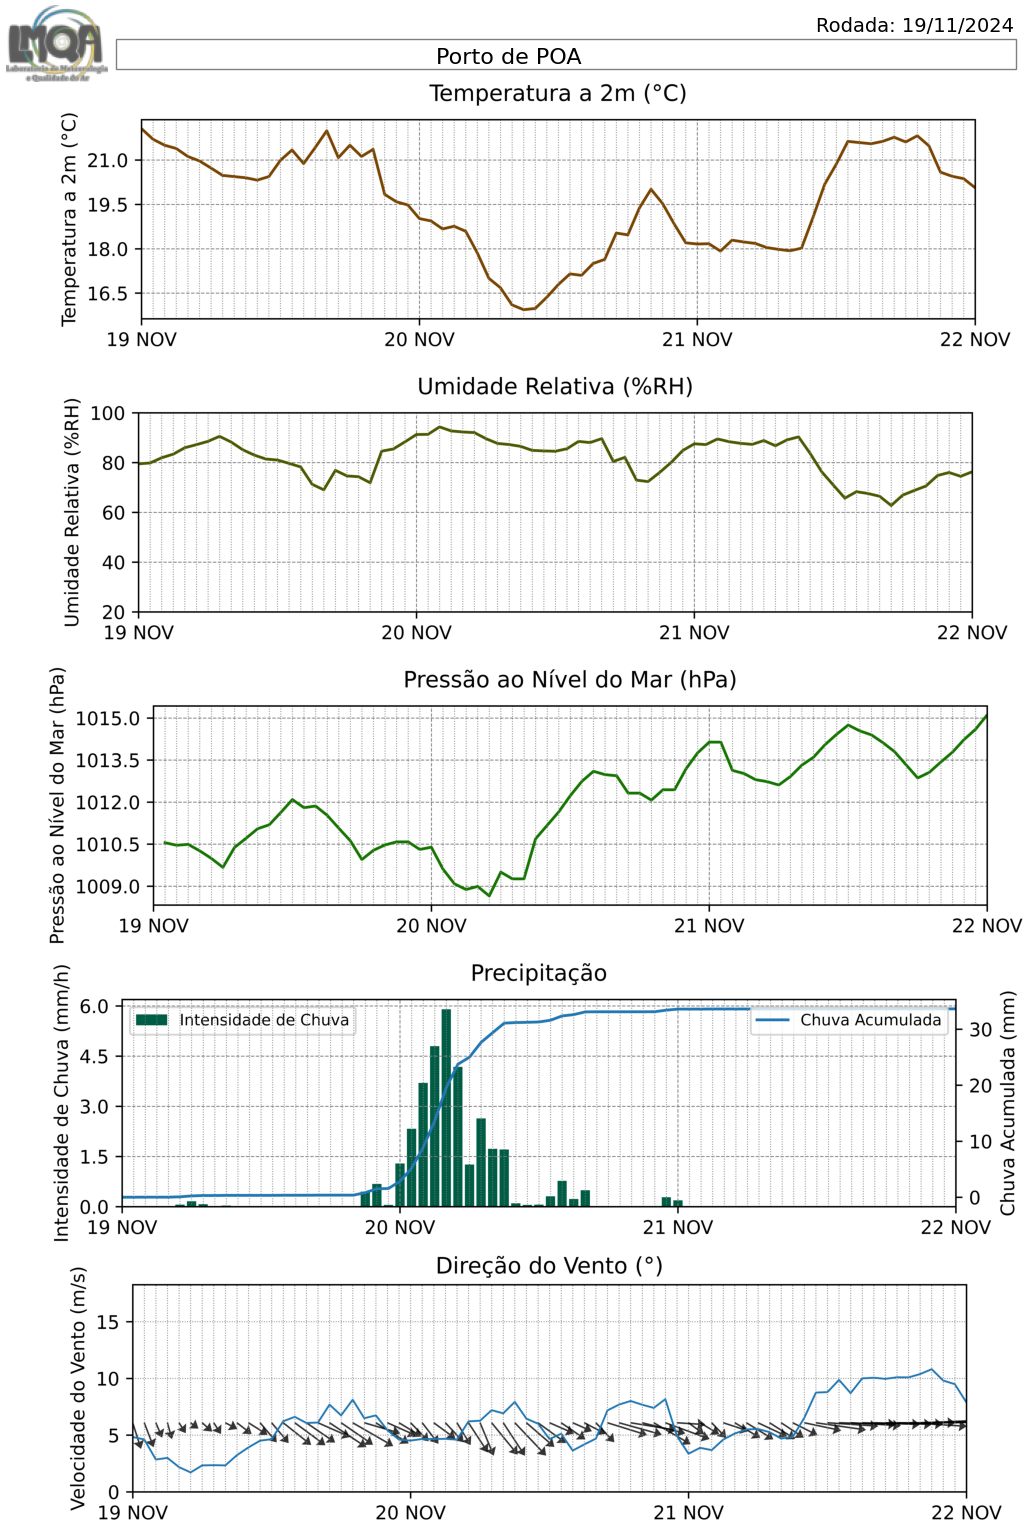 Rodada: 19/11/2024
LMQA
Laboratório de Meteorologia
e Qualidade do Ar
Porto de POA
Temperatura a 2m (°C)
Temperatura a 2m (°C)
21.0
19.5
18.0
16.5
19 NOV 20 NOV 21 NOV 22 NOV
Umidade Relativa (%RH)
Umidade Relativa (%RH)
100
80
60
40
20
19 NOV 20 NOV 21 NOV 22 NOV
Pressão ao Nível do Mar (hPa)
Pressão ao Nível do Mar (hPa)
1015.0
1013.5
1012.0
1010.5
1009.0
19 NOV 20 NOV 21 NOV 22 NOV
Precipitação
Intensidade de Chuva (mm/h)
6.0
4.5
3.0
1.5
0.0
Intensidade de Chuva
Chuva Acumulada
30
20
10
0
Chuva Acumulada (mm)
19 NOV 20 NOV 21 NOV 22 NOV
Direção do Vento (°)
Velocidade do Vento (m/s)
15
10
5
0
19 NOV 20 NOV 21 NOV 22 NOV